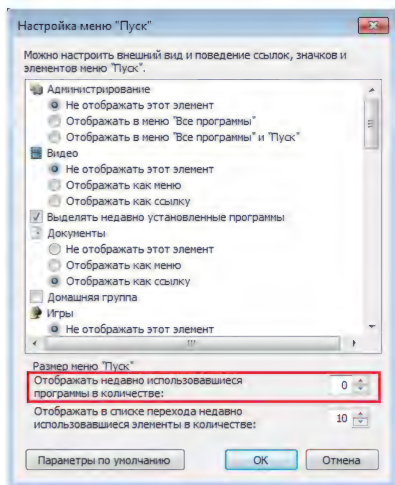 Настройка меню "Пуск"
Можно настроить внешний вид и поведение ссылок, значков и
элементов меню "Пуск".
Администрирование
Не отображать этот элемент
Отображать в меню "Все программы"
Отображать в меню "Все программы" и "Пуск"
Видео
Не отображать этот элемент
Отображать как меню
Отображать как ссылку
Выделять недавно установленные программы
Документы
Не отображать этот элемент
Отображать как меню
Отображать как ссылку
Домашняя группа
Игры
Не отображать этот элемент
Размер меню "Пуск"
Отображать недавно использовавшиеся
программы в количестве:
0
Отображать в списке перехода недавно
использовавшиеся элементы в количестве:
10
Параметры по умолчанию
ОК
Отмена